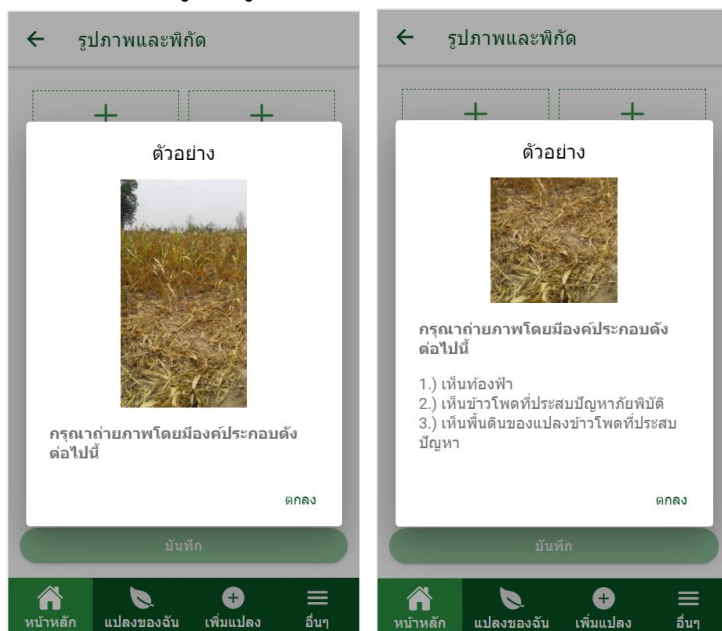 รูปภาพและพิกัด
ตัวอย่าง
กรุณาถ่ายภาพโดยมีองค์ประกอบดัง
ต่อไปนี้
ตกลง
บันทึก
หน้าหลัก แปลงของฉัน เพิ่มแปลง อื่นๆ
รูปภาพและพิกัด
ตัวอย่าง
กรุณาถ่ายภาพโดยมีองค์ประกอบดัง
ต่อไปนี้
1.) เห็นท้องฟ้า
2.) เห็นข้าวโพดที่ประสบปัญหาภัยพิบัติ
3.) เห็นพื้นดินของแปลงข้าวโพดที่ประสบ
ปัญหา
ตกลง
บันทึก
หน้าหลัก แปลงของฉัน เพิ่มแปลง อื่นๆ